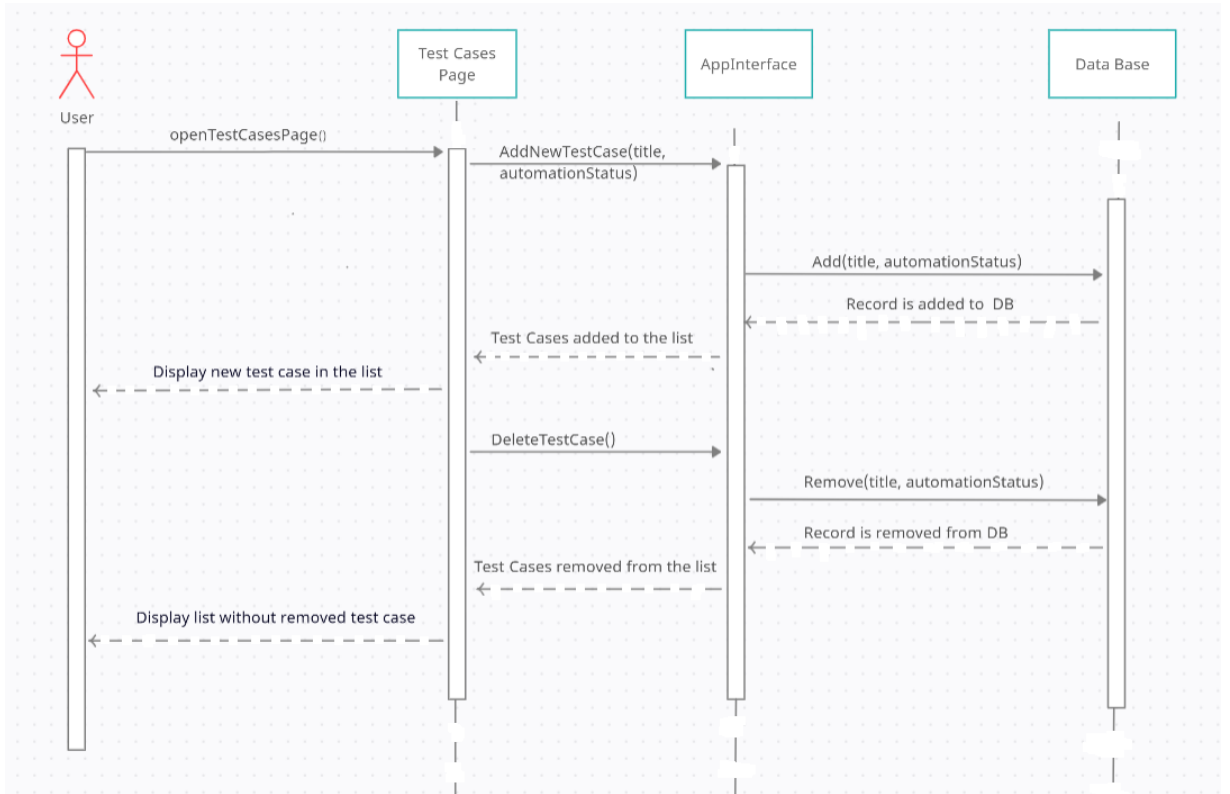 Test Cases
Page
AppInterface
Data Base
User
openTestCasesPage()
AddNewTestCase(title,
automationStatus)
Add(title, automationStatus)
Record is added to DB
Test Cases added to the list
Display new test case in the list
DeleteTestCase()
Remove(title, automationStatus)
Record is removed from DB
Test Cases removed from the list
Display list without removed test case